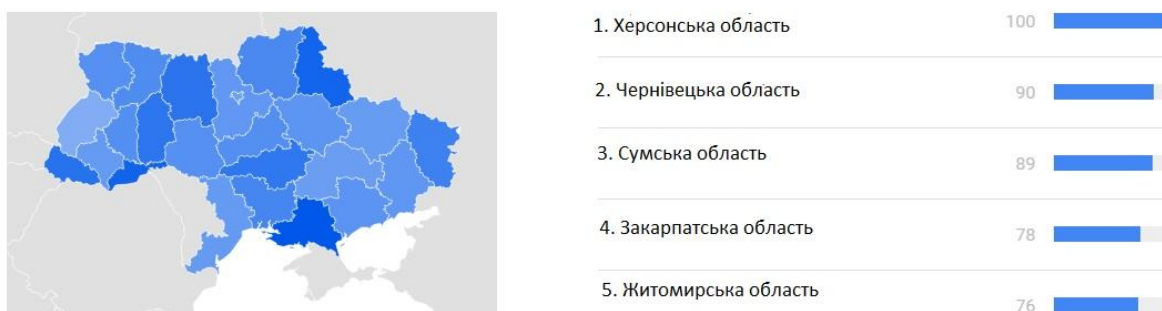 1. Херсонська область 100
2. Чернівецька область 90
3. Сумська область 89
4. Закарпатська область 78
5. Житомирська область 76